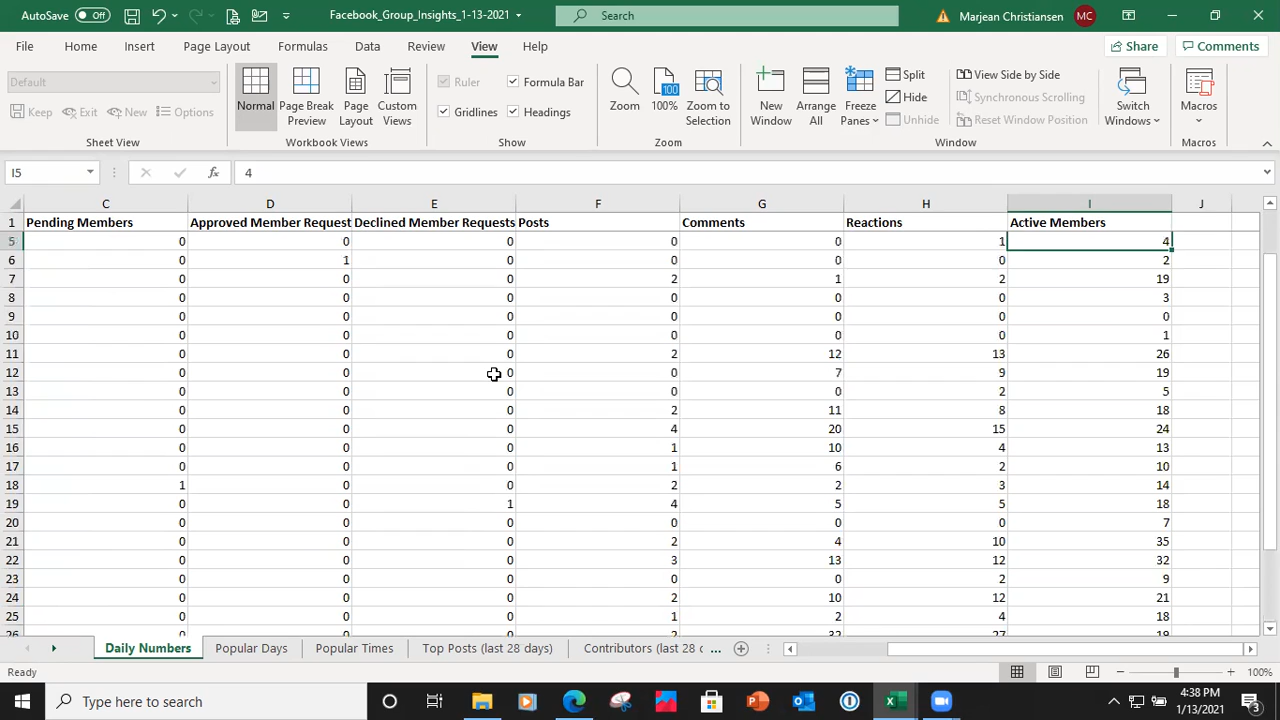 AutoSave Off Facebook_Group_Insights_1-13-2021 Search Marjean Christiansen MC
File Home Insert Page Layout Formulas Data Review View Help Share Comments
Default
Keep Exit New Options
Sheet View
Normal Page Break Preview Page Layout Custom Views
Workbook Views
Ruler Formula Bar
Gridlines Headings
Show
Zoom 100% Zoom to Selection
100
Zoom
New Window Arrange All Freeze Panes
Split
Hide
Unhide
View Side by Side
Synchronous Scrolling
Reset Window Position
Switch Windows
Window
Macros
Macros
I5 fx 4
C D E F G H I J
1 Pending Members Approved Member Request Declined Member Requests Posts Comments Reactions Active Members
5 0 0 0 0 0 1 4
6 0 1 0 0 0 0 2
7 0 0 0 2 1 2 19
8 0 0 0 0 0 0 3
9 0 0 0 0 0 0 0
10 0 0 0 0 0 0 1
11 0 0 0 2 12 13 26
12 0 0 0 0 7 9 19
13 0 0 0 0 0 2 5
14 0 0 0 2 11 8 18
15 0 0 0 4 20 15 24
16 0 0 0 1 10 4 13
17 0 0 0 1 6 2 10
18 1 0 0 2 2 3 14
19 0 0 1 4 5 5 18
20 0 0 0 0 0 0 7
21 0 0 0 2 4 10 35
22 0 0 0 3 13 12 32
23 0 0 0 0 0 2 9
24 0 0 0 2 10 12 21
25 0 0 0 1 2 4 18
26 0 0 0 2 32 27 19
Daily Numbers Popular Days Popular Times Top Posts (last 28 days) Contributors (last 28 c ...
Ready 100%
Type here to search
4:38 PM
1/13/2021
3